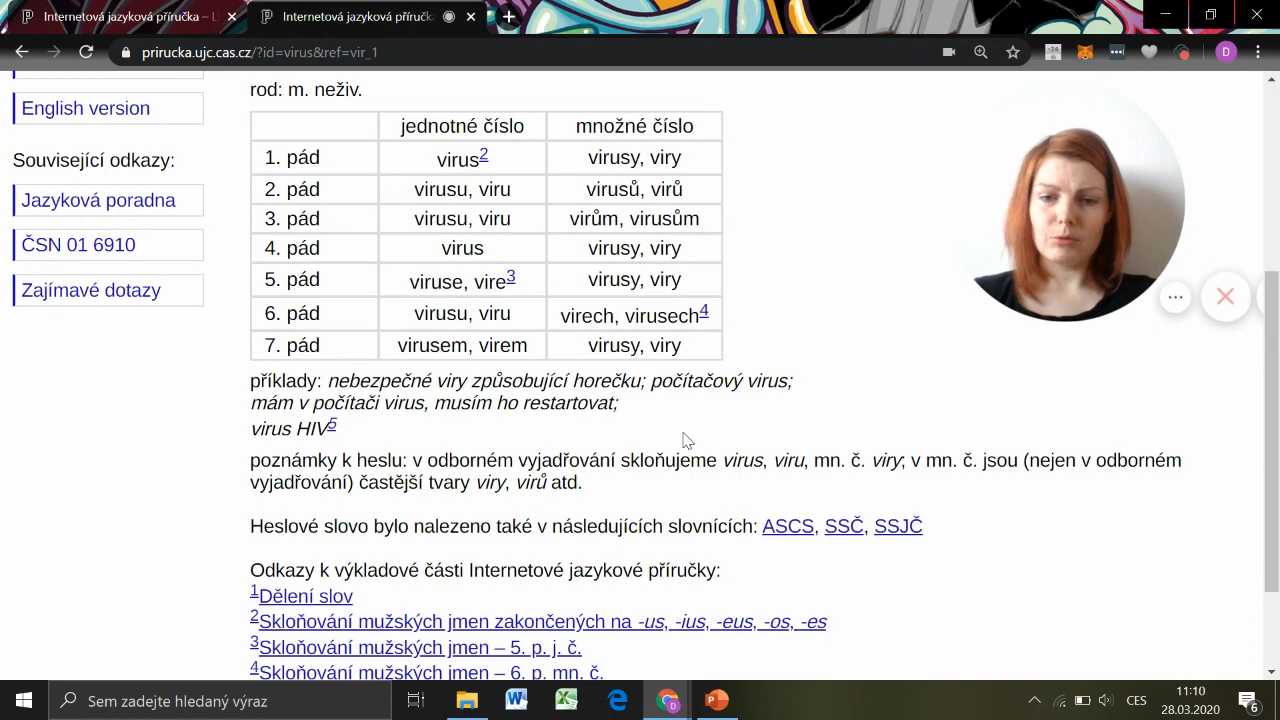 Internetová jazyková příručka – L
Internetová jazyková příručka
prirucka.ujc.cas.cz/?id=virus&ref=vir_1
-24
D
English version
Související odkazy:
Jazyková poradna
ČSN 01 6910
Zajímavé dotazy
rod: m. neživ.
jednotné číslo množné číslo
1. pád virus2 virusy, viry
2. pád virusu, viru virusů, virů
3. pád virusu, viru virům, virusům
4. pád virus virusy, viry
5. pád viruse, vire3 virusy, viry
6. pád virusu, viru virech, virusech4
7. pád virusem, virem virusy, viry
příklady: nebezpečné viry způsobující horečku; počítačový virus;
mám v počítači virus, musím ho restartovat;
virus HIV5
poznámky k heslu: v odborném vyjadřování skloňujeme virus, viru, mn. č. viry; v mn. č. jsou (nejen v odborném
vyjadřování) častější tvary viry, virů atd.
Heslové slovo bylo nalezeno také v následujících slovnících: ASCS, SSČ, SSJČ
Odkazy k výkladové části Internetové jazykové příručky:
1Dělení slov
2Skloňování mužských jmen zakončených na -us, -ius, -eus, -os, -es
3Skloňování mužských jmen – 5. p. j. č.
4Skloňování mužských jmen – 6. p. mn. č.
Sem zadejte hledaný výraz
CES
11:10
28.03.2020
6